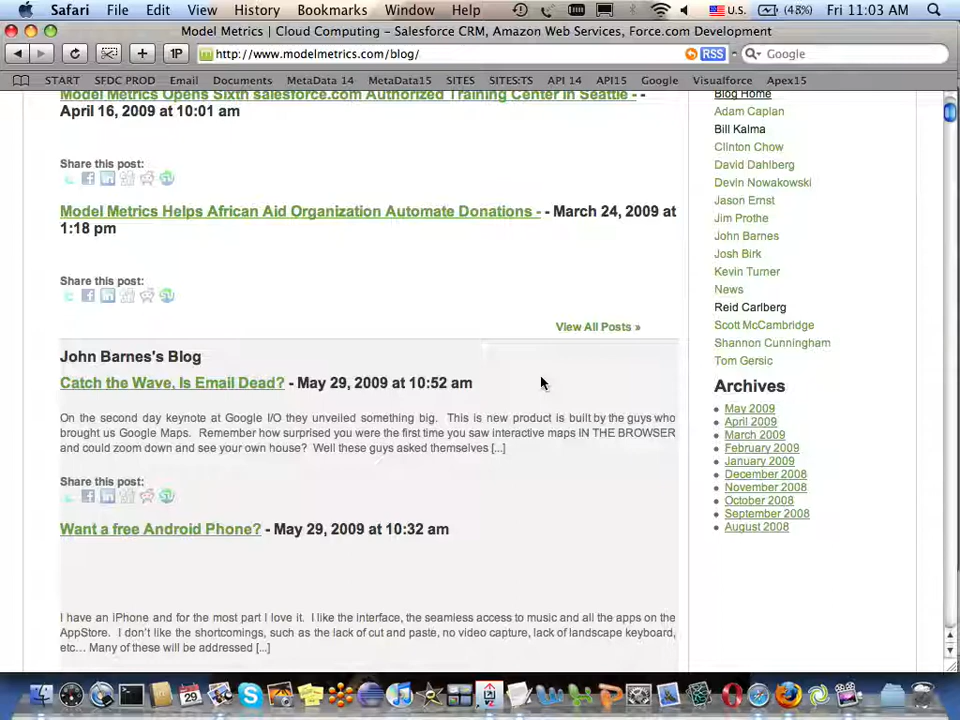 Safari File Edit View History Bookmarks Window Help U.S. (48%) Fri 11:03 AM
Model Metrics | Cloud Computing – Salesforce CRM, Amazon Web Services, Force.com Development
1P http://www.modelmetrics.com/blog/ RSS Google
START SFDC PROD Email Documents MetaData 14 MetaData15 SITES SITES:TS API 14 API15 Google Visualforce Apex15
Model Metrics Opens Sixth salesforce.com Authorized Training Center in Seattle - -
April 16, 2009 at 10:01 am
Share this post:
Model Metrics Helps African Aid Organization Automate Donations - - March 24, 2009 at
1:18 pm
Share this post:
View All Posts »
John Barnes's Blog
Catch the Wave, Is Email Dead? - May 29, 2009 at 10:52 am
On the second day keynote at Google I/O they unveiled something big. This is new product is built by the guys who
brought us Google Maps. Remember how surprised you were the first time you saw interactive maps IN THE BROWSER
and could zoom down and see your own house? Well these guys asked themselves [...]
Share this post:
Want a free Android Phone? - May 29, 2009 at 10:32 am
I have an iPhone and for the most part I love it. I like the interface, the seamless access to music and all the apps on the
AppStore. I don't like the shortcomings, such as the lack of cut and paste, no video capture, lack of landscape keyboard,
etc... Many of these will be addressed [...]
Blog Home
Adam Caplan
Bill Kalma
Clinton Chow
David Dahlberg
Devin Nowakowski
Jason Ernst
Jim Prothe
John Barnes
Josh Birk
Kevin Turner
News
Reid Carlberg
Scott McCambridge
Shannon Cunningham
Tom Gersic
Archives
May 2009
April 2009
March 2009
February 2009
January 2009
December 2008
November 2008
October 2008
September 2008
August 2008